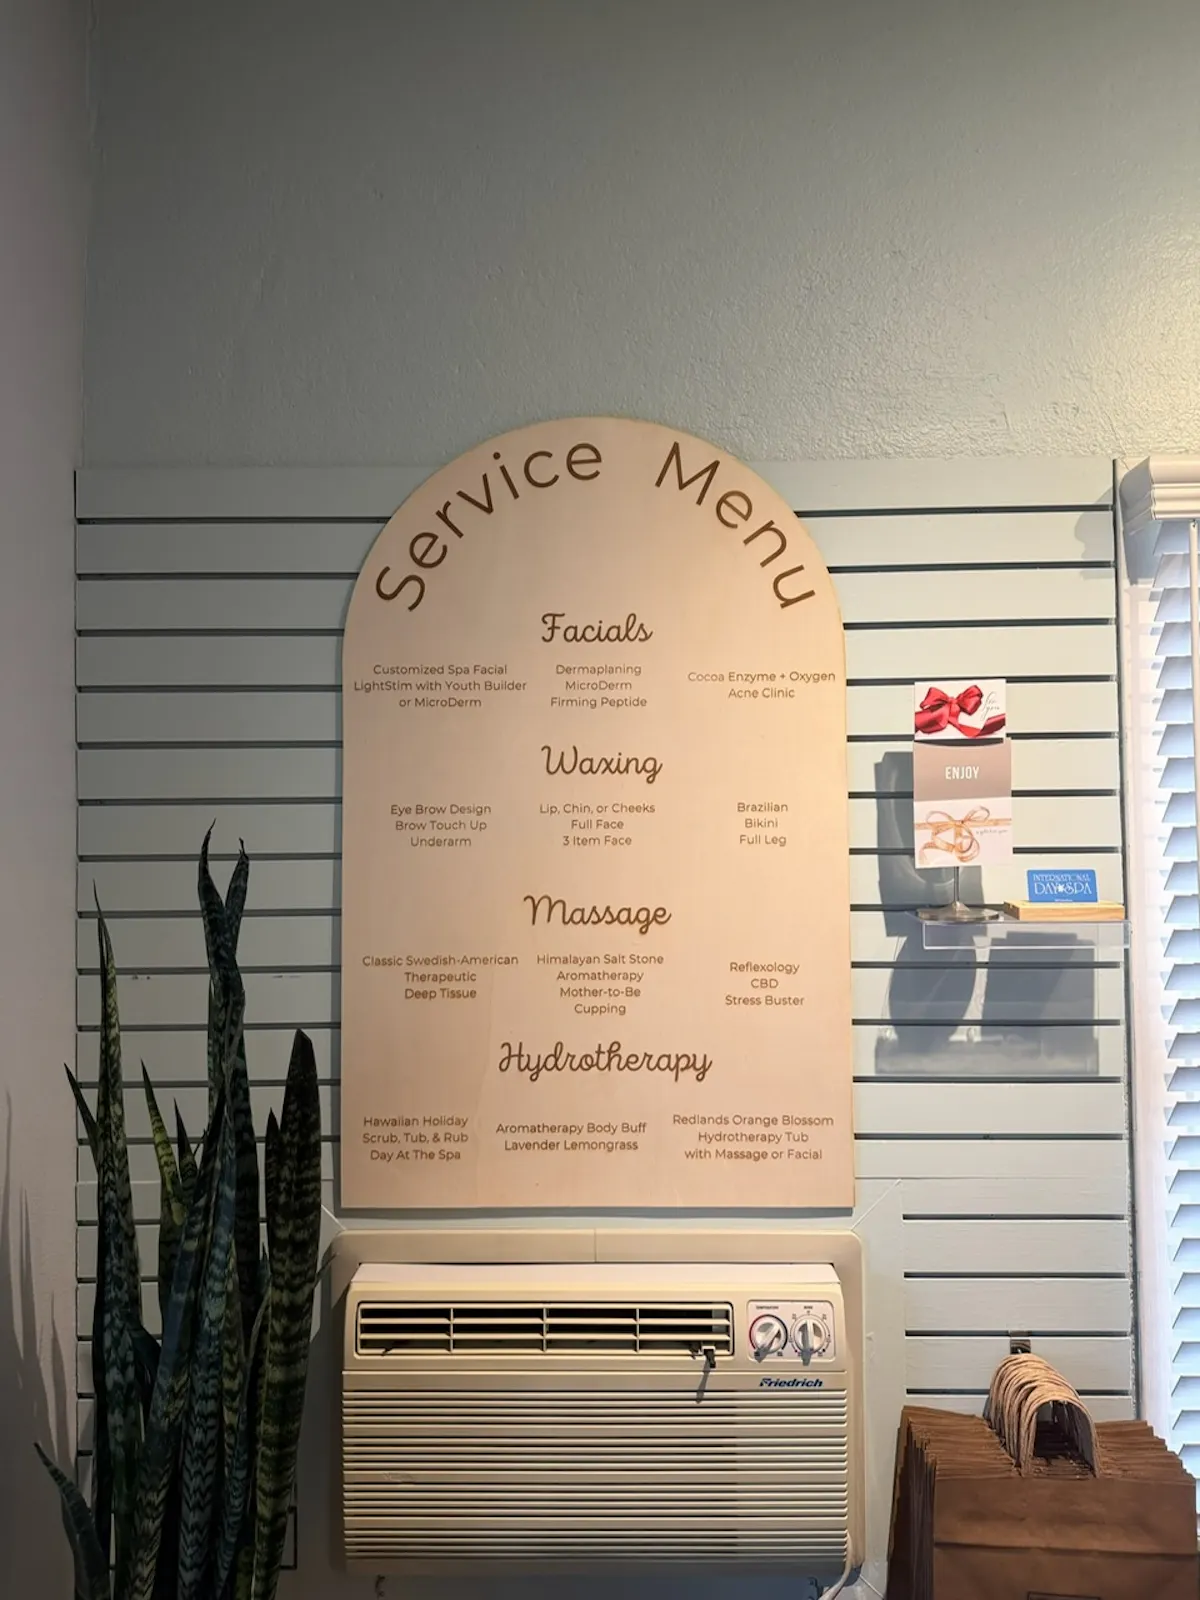 Service Menu
Facials
Customized Spa Facial
LightStim with Youth Builder
or MicroDerm
Dermaplaning
MicroDerm
Firming Peptide
Cocoa Enzyme + Oxygen
Acne Clinic
Waxing
Eye Brow Design
Brow Touch Up
Underarm
Lip, Chin, or Cheeks
Full Face
3 Item Face
Brazilian
Bikini
Full Leg
Massage
Classic Swedish-American
Therapeutic
Deep Tissue
Himalayan Salt Stone
Aromatherapy
Mother-to-Be
Cupping
Reflexology
CBD
Stress Buster
Hydrotherapy
Hawaiian Holiday
Scrub, Tub, & Rub
Day At The Spa
Aromatherapy Body Buff
Lavender Lemongrass
Redlands Orange Blossom
Hydrotherapy Tub
with Massage or Facial
for you
ENJOY
INTERNATIONAL
DAY SPA
Friedrich